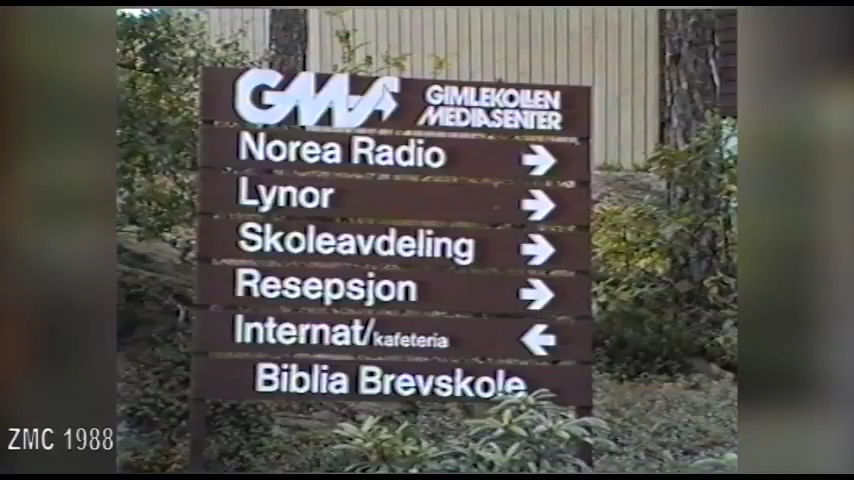 GMS GIMLEKOLLEN
MEDIASENTER
Norea Radio
Lynor
Skoleavdeling
Resepsjon
Internat/kafeteria
Biblia Brevskole
ZMC 1988